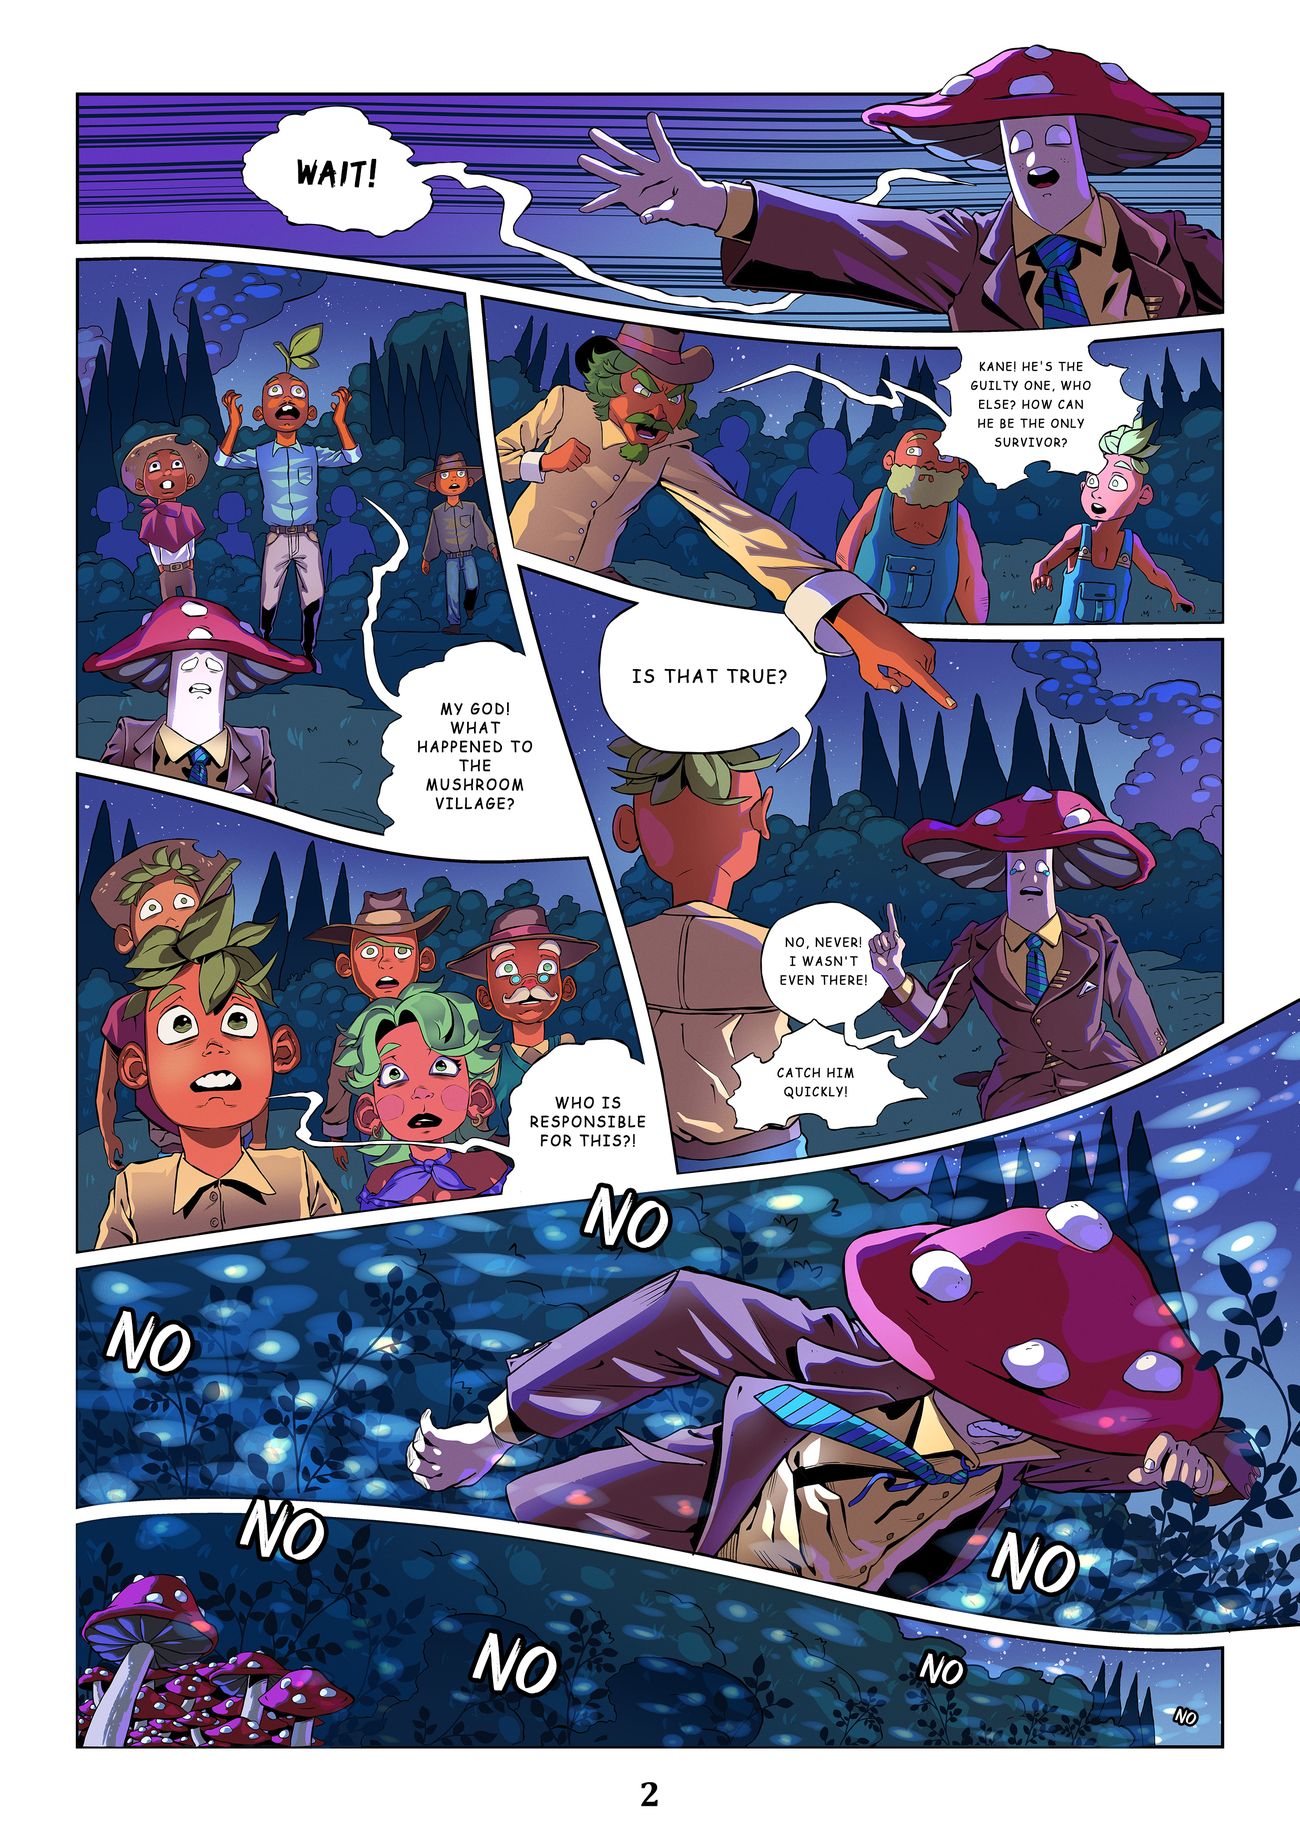 WAIT!
MY GOD!
WHAT
HAPPENED TO
THE
MUSHROOM
VILLAGE?
KANE! HE'S THE
GUILTY ONE, WHO
ELSE? HOW CAN
HE BE THE ONLY
SURVIVOR?
IS THAT TRUE?
WHO IS
RESPONSIBLE
FOR THIS?!
NO, NEVER!
I WASN'T
EVEN THERE!
CATCH HIM
QUICKLY!
NO
NO
NO
NO
NO
NO
NO
2